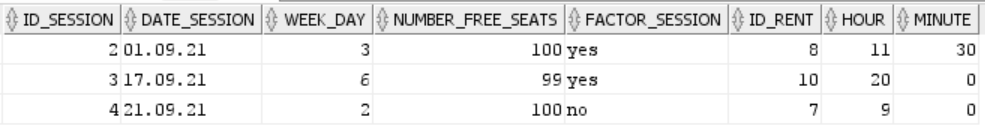 ID_SESSION DATE_SESSION WEEK_DAY NUMBER_FREE_SEATS FACTOR_SESSION ID_RENT HOUR MINUTE
2 01.09.21 3 100 yes 8 11 30
3 17.09.21 6 99 yes 10 20 0
4 21.09.21 2 100 no 7 9 0